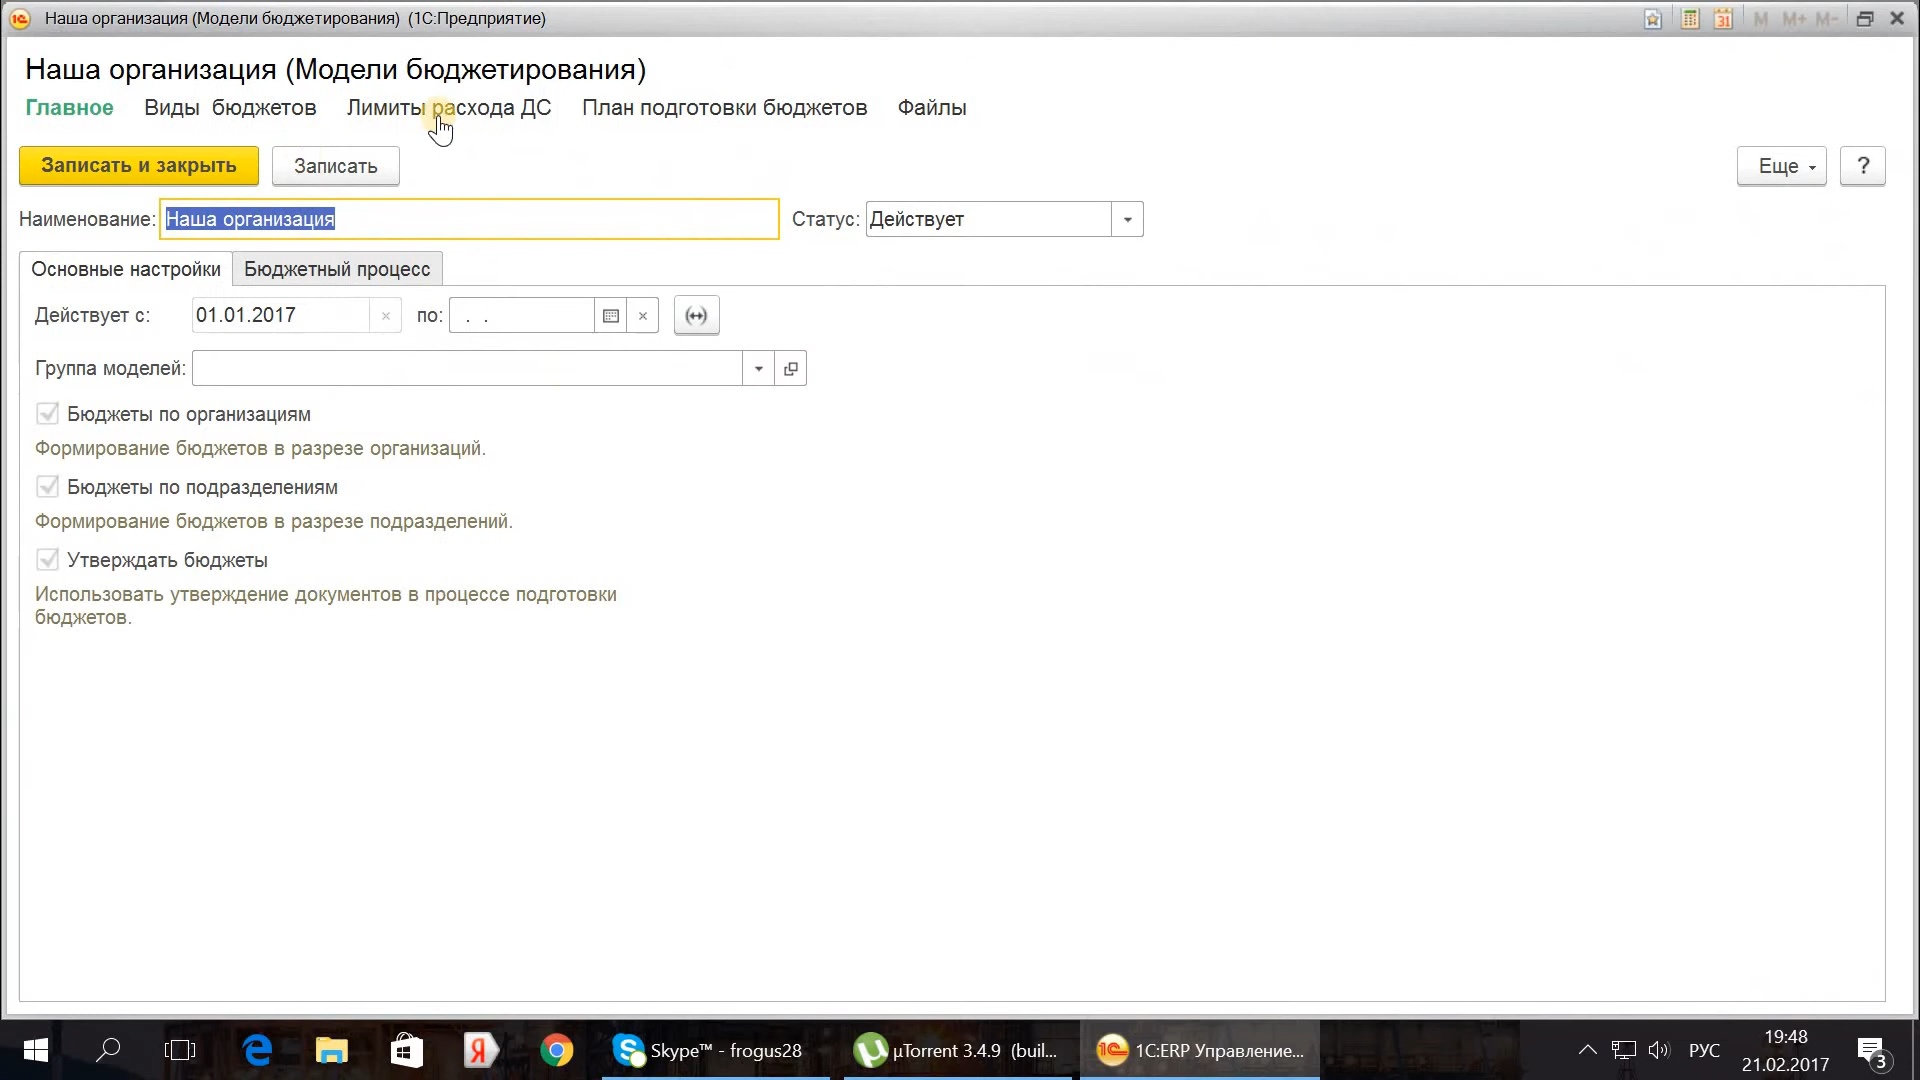 Наша организация (Модели бюджетирования) (1С:Предприятие)
31 M M+ M-
Наша организация (Модели бюджетирования)
Главное Виды бюджетов Лимиты расхода ДС План подготовки бюджетов Файлы
Записать и закрыть Записать Еще ?
Наименование: Наша организация Статус: Действует
Основные настройки Бюджетный процесс
Действует с: 01.01.2017 по: . .
Группа моделей:
Бюджеты по организациям
Формирование бюджетов в разрезе организаций.
Бюджеты по подразделениям
Формирование бюджетов в разрезе подразделений.
Утверждать бюджеты
Использовать утверждение документов в процессе подготовки
бюджетов.
Skype™ - frogus28 µTorrent 3.4.9 (buil... 1С:ERP Управление... РУС 19:48
21.02.2017 3